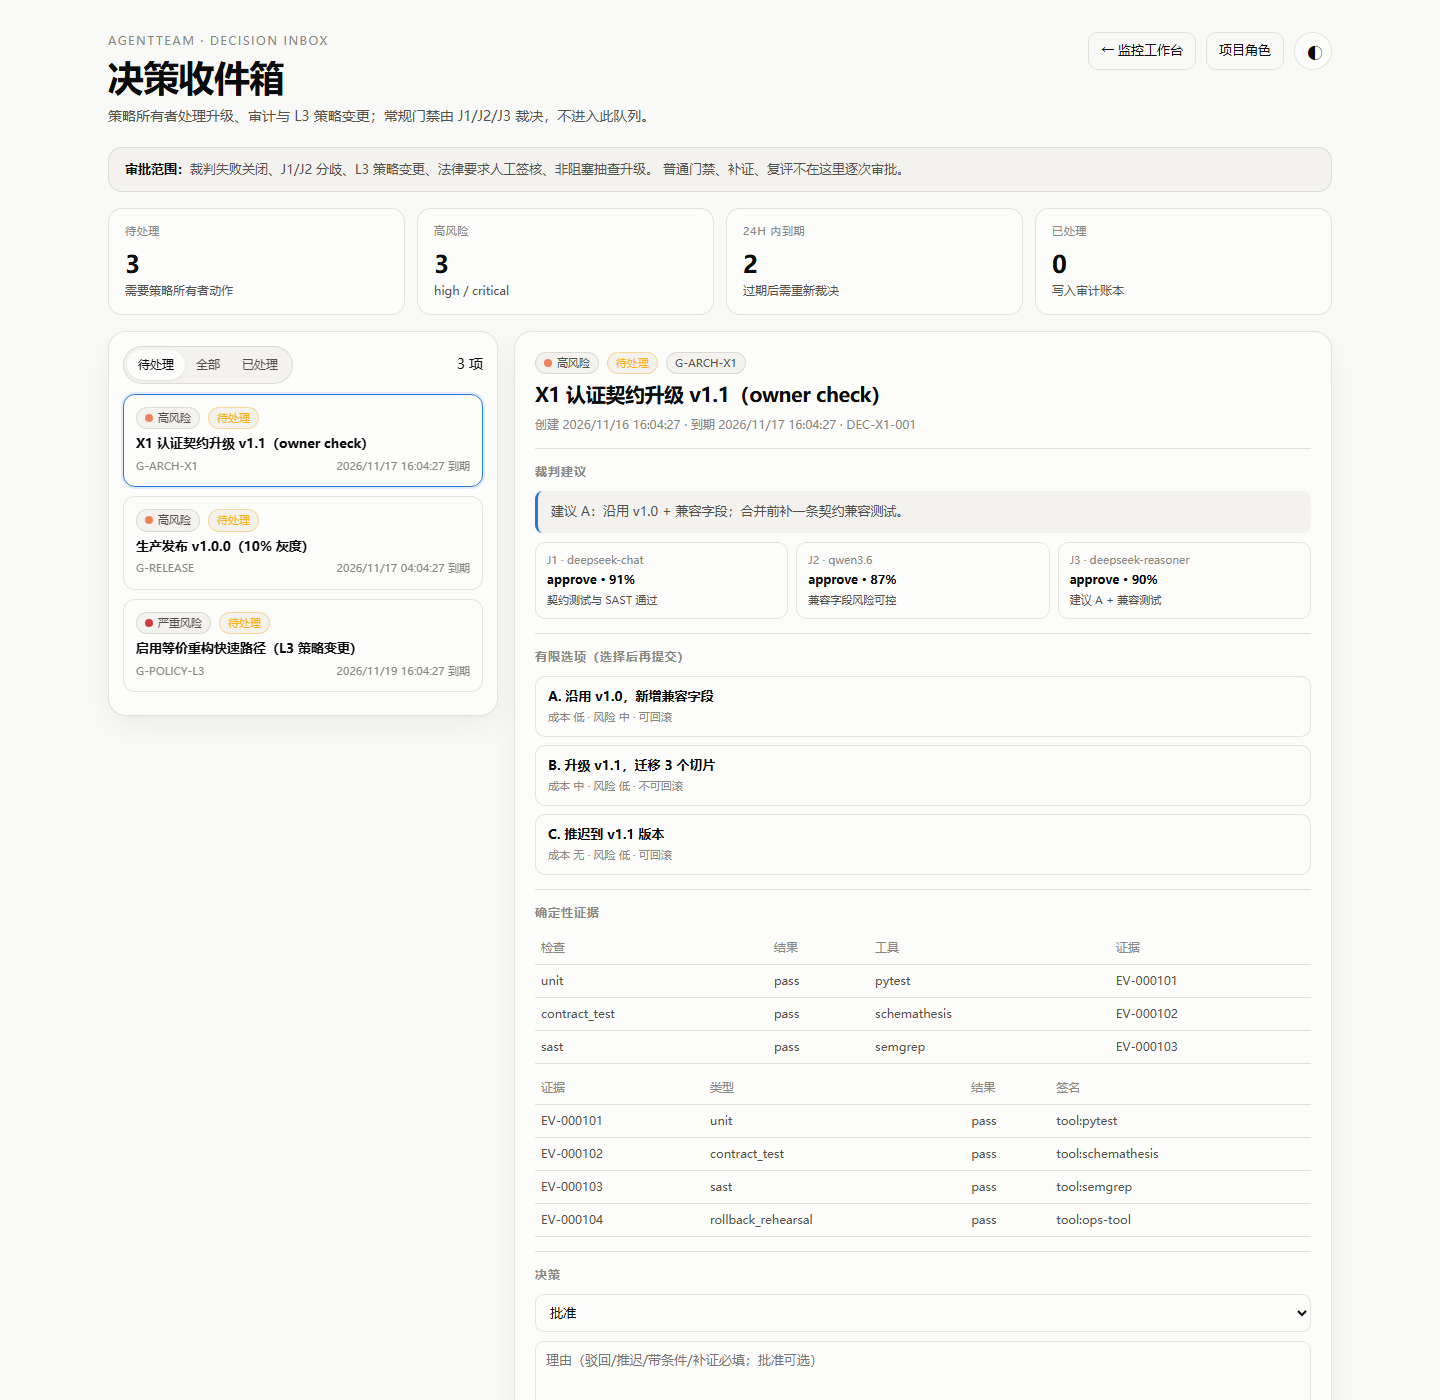 AGENTTEAM · DECISION INBOX
决策收件箱
策略所有者处理升级、审计与 L3 策略变更；常规门禁由 J1/J2/J3 裁决，不进入此队列。
← 监控工作台
项目角色
审批范围：裁判失败关闭、J1/J2 分歧、L3 策略变更、法律要求人工签核、非阻塞抽查升级。 普通门禁、补证、复评不在这里逐次审批。
待处理
3
需要策略所有者动作
高风险
3
high / critical
24H 内到期
2
过期后需重新裁决
已处理
0
写入审计账本
待处理 全部 已处理 3 项
高风险 待处理
X1 认证契约升级 v1.1（owner check）
G-ARCH-X1 2026/11/17 16:04:27 到期
高风险 待处理
生产发布 v1.0.0（10% 灰度）
G-RELEASE 2026/11/17 04:04:27 到期
严重风险 待处理
启用等价重构快速路径（L3 策略变更）
G-POLICY-L3 2026/11/19 16:04:27 到期
高风险 待处理 G-ARCH-X1
X1 认证契约升级 v1.1（owner check）
创建 2026/11/16 16:04:27 · 到期 2026/11/17 16:04:27 · DEC-X1-001
裁判建议
建议 A：沿用 v1.0 + 兼容字段；合并前补一条契约兼容测试。
J1 · deepseek-chat
approve • 91%
契约测试与 SAST 通过
J2 · qwen3.6
approve • 87%
兼容字段风险可控
J3 · deepseek-reasoner
approve • 90%
建议 A + 兼容测试
有限选项（选择后再提交）
A. 沿用 v1.0，新增兼容字段
成本 低 · 风险 中 · 可回滚
B. 升级 v1.1，迁移 3 个切片
成本 中 · 风险 低 · 不可回滚
C. 推迟到 v1.1 版本
成本 无 · 风险 低 · 可回滚
确定性证据
检查 结果 工具 证据
unit pass pytest EV-000101
contract_test pass schemathesis EV-000102
sast pass semgrep EV-000103
证据 类型 结果 签名
EV-000101 unit pass tool:pytest
EV-000102 contract_test pass tool:schemathesis
EV-000103 sast pass tool:semgrep
EV-000104 rollback_rehearsal pass tool:ops-tool
决策
批准
理由（驳回/推迟/带条件/补证必填；批准可选）